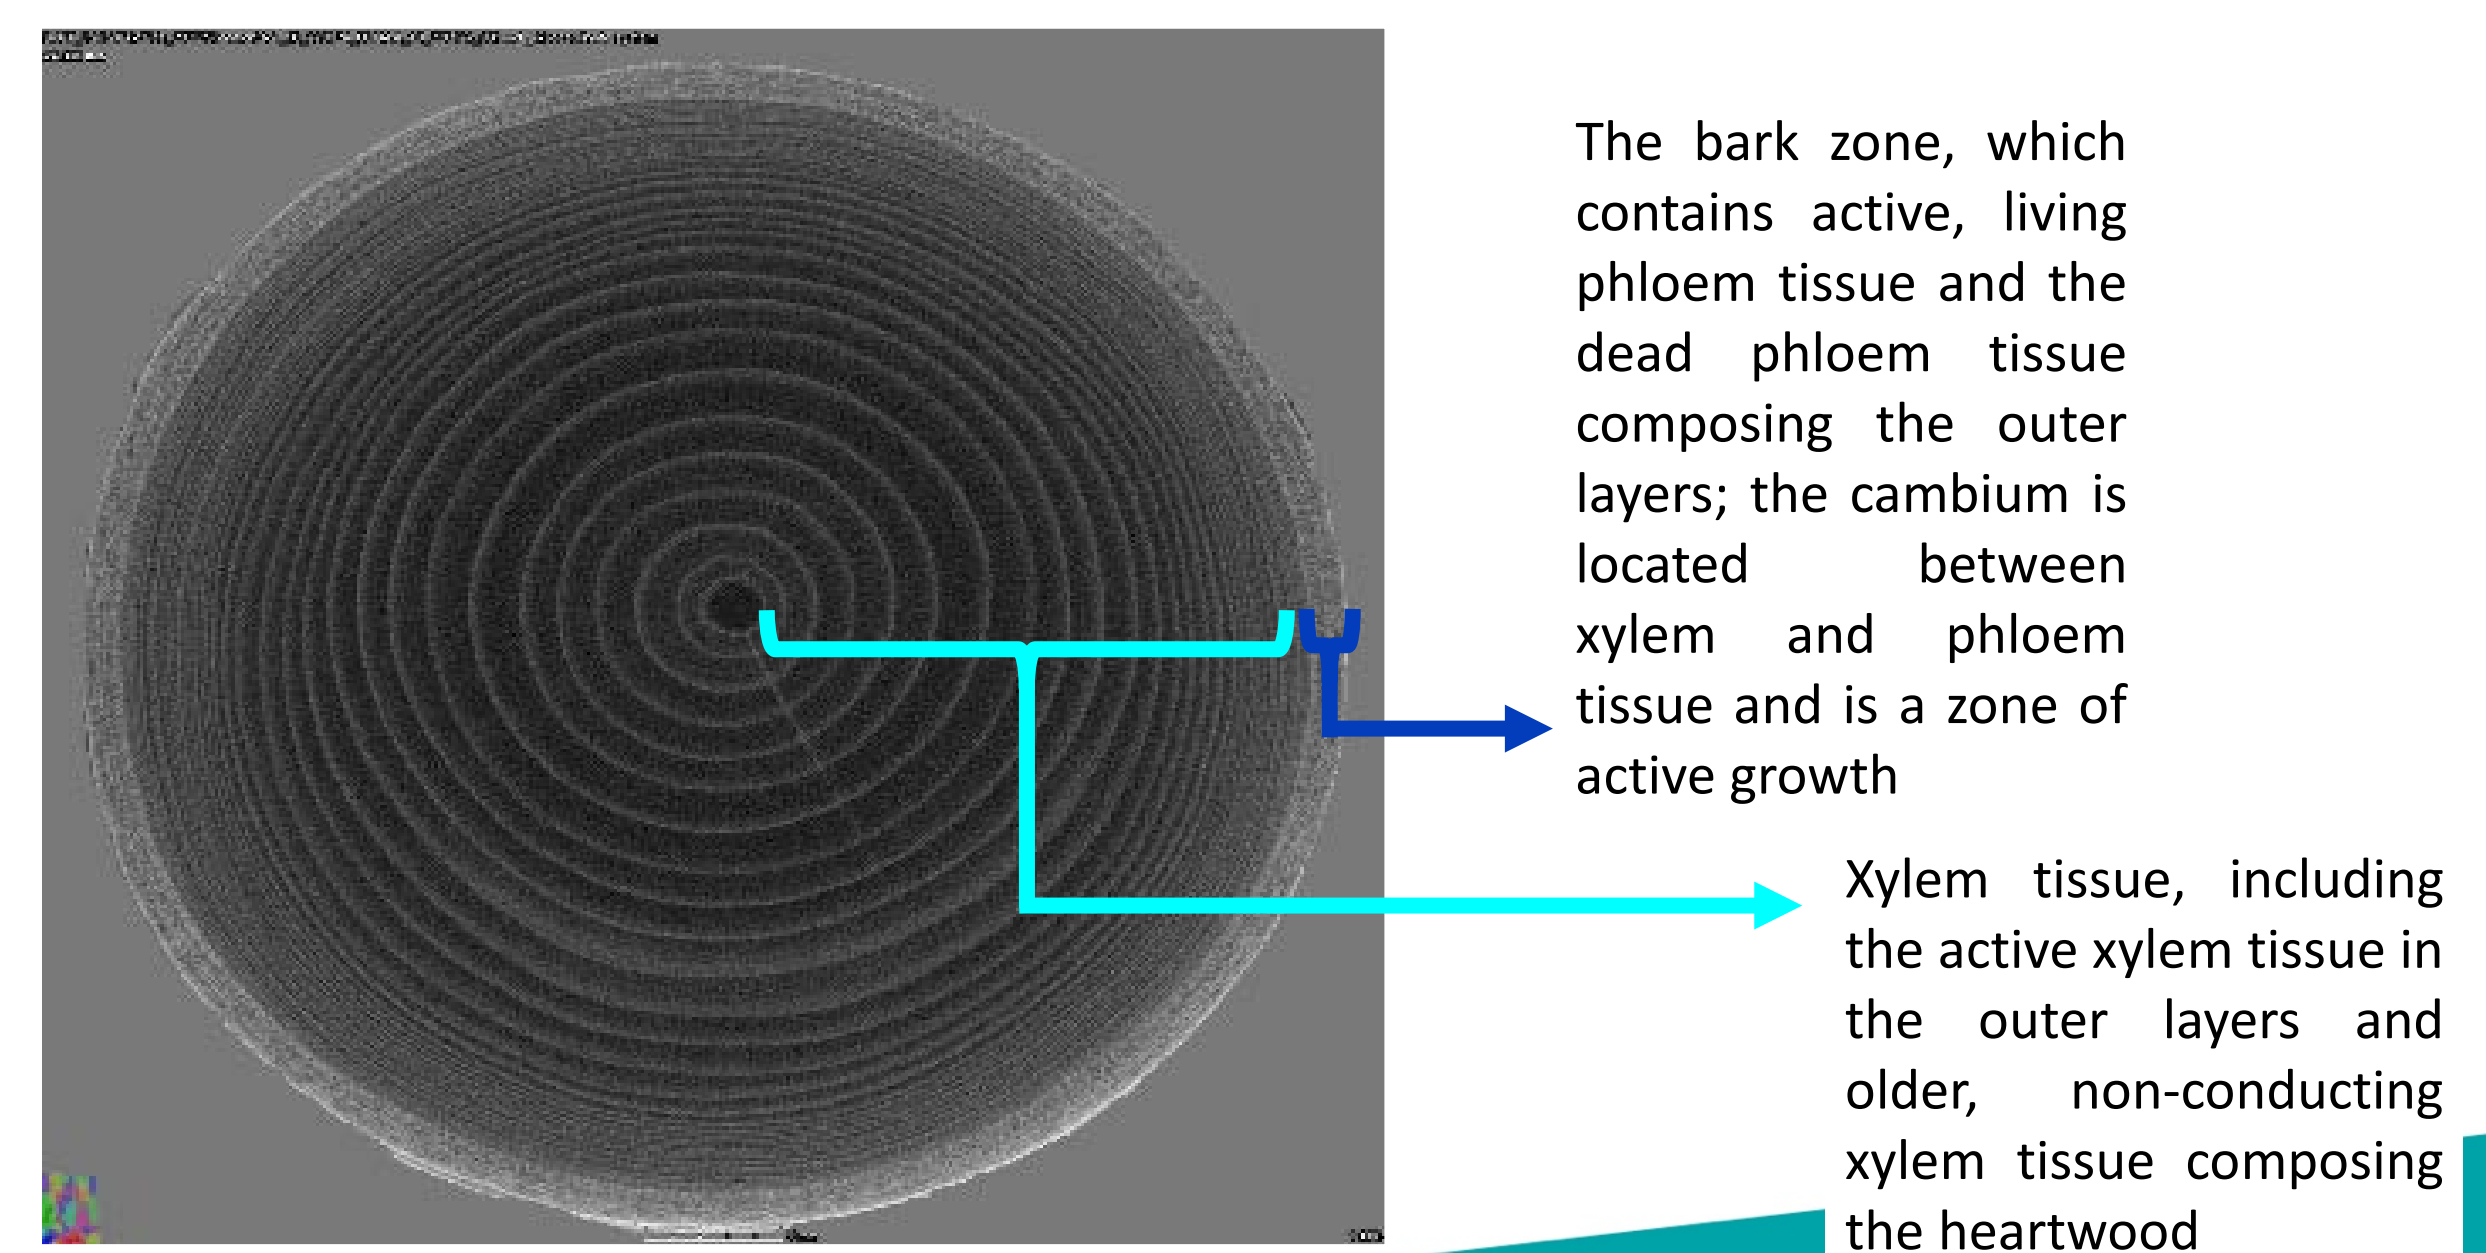 The bark zone, which
contains active, living
phloem tissue and the
dead phloem tissue
composing the outer
layers; the cambium is
located between
xylem and phloem
tissue and is a zone of
active growth
Xylem tissue, including
the active xylem tissue in
the outer layers and
older, non-conducting
xylem tissue composing
the heartwood